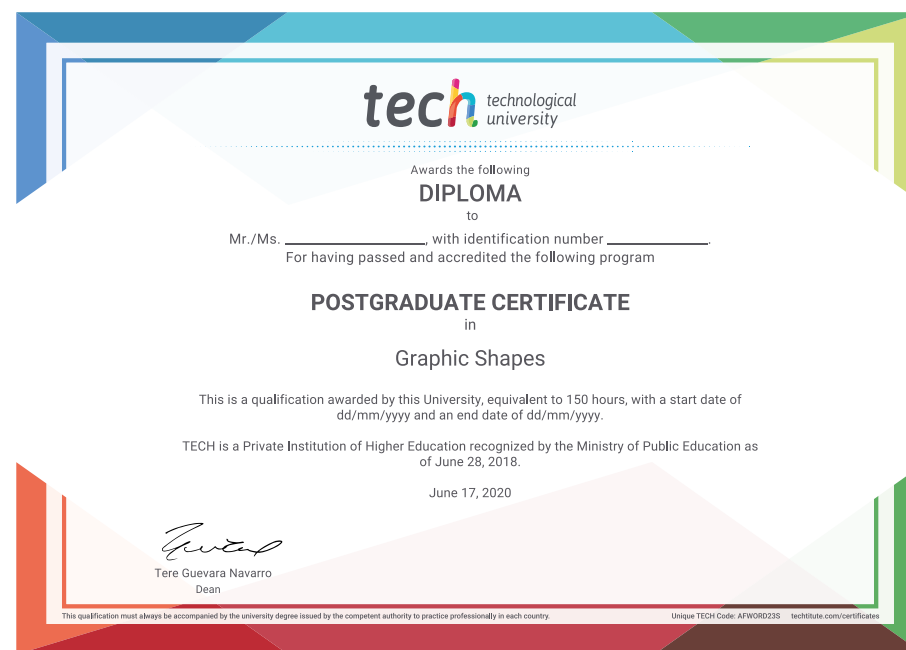 tech technological
university
Awards the following
DIPLOMA
to
Mr./Ms. ____________, with identification number _________.
For having passed and accredited the following program
POSTGRADUATE CERTIFICATE
in
Graphic Shapes
This is a qualification awarded by this University, equivalent to 150 hours, with a start date of
dd/mm/yyyy and an end date of dd/mm/yyyy.
TECH is a Private Institution of Higher Education recognized by the Ministry of Public Education as
of June 28, 2018.
June 17, 2020
Tere Guevara Navarro
Dean
This qualification must always be accompanied by the university degree issued by the competent authority to practice professionally in each country. Unique TECH Code: AFWORD23S techtitute.com/certificates